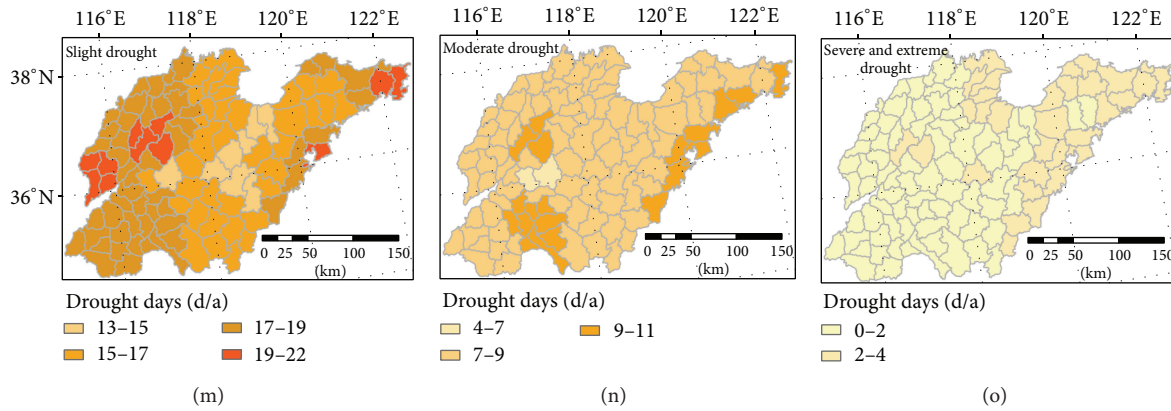 116°E 118°E 120°E 122°E
116°E 118°E 120°E 122°E
116°E 118°E 120°E 122°E
38°N
36°N
Slight drought
0 25 50 100 150
(km)
Drought days (d/a)
13–15 17–19
15–17 19–22
(m)
Moderate drought
0 25 50 100 150
(km)
Drought days (d/a)
4–7 9–11
7–9
(n)
Severe and extreme
drought
0 25 50 100 150
(km)
Drought days (d/a)
0–2
2–4
(o)